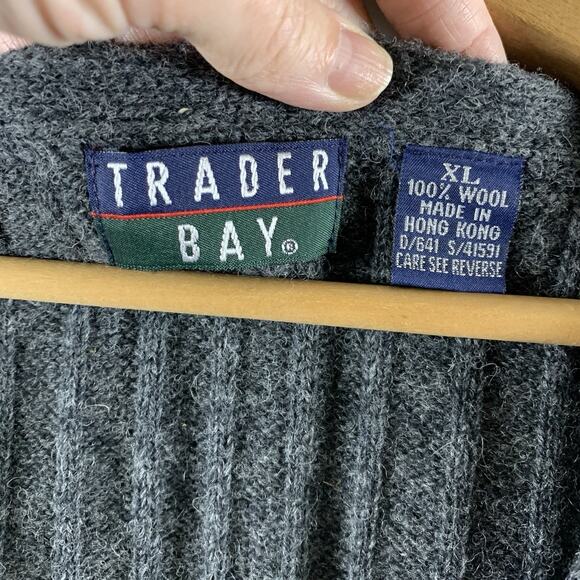 TRADER
BAY®
XL
100% WOOL
MADE IN
HONG KONG
D/641 S/41591
CARE SEE REVERSE